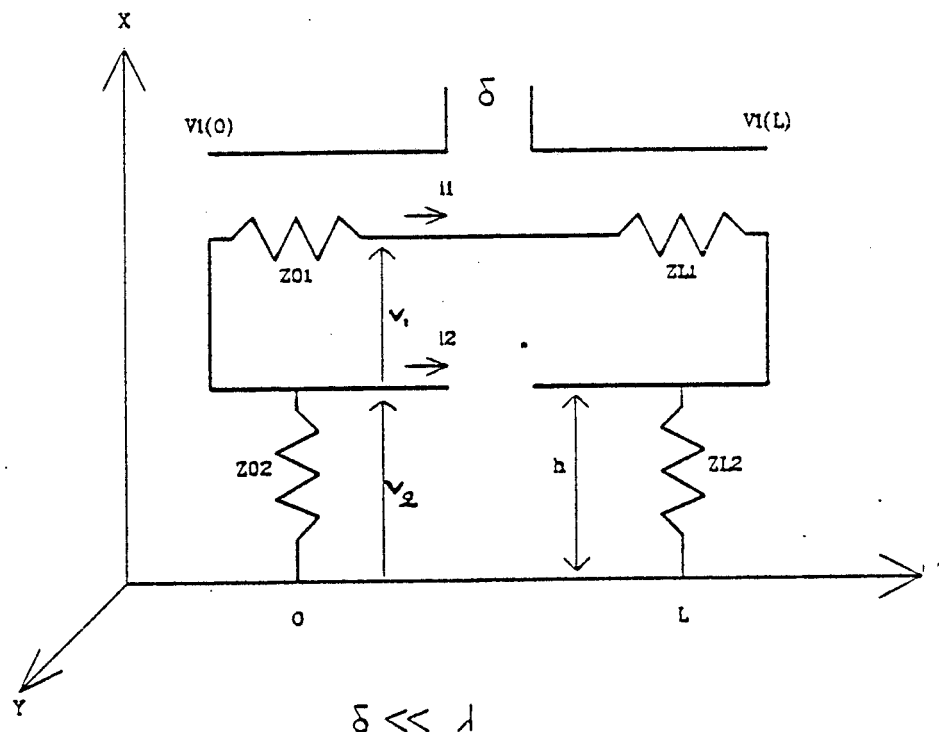 X
δ
V1(0)
V1(L)
i1
Z01
ZL1
v1
i2
Z02
v2
h
ZL2
0
L
Y
δ << λ